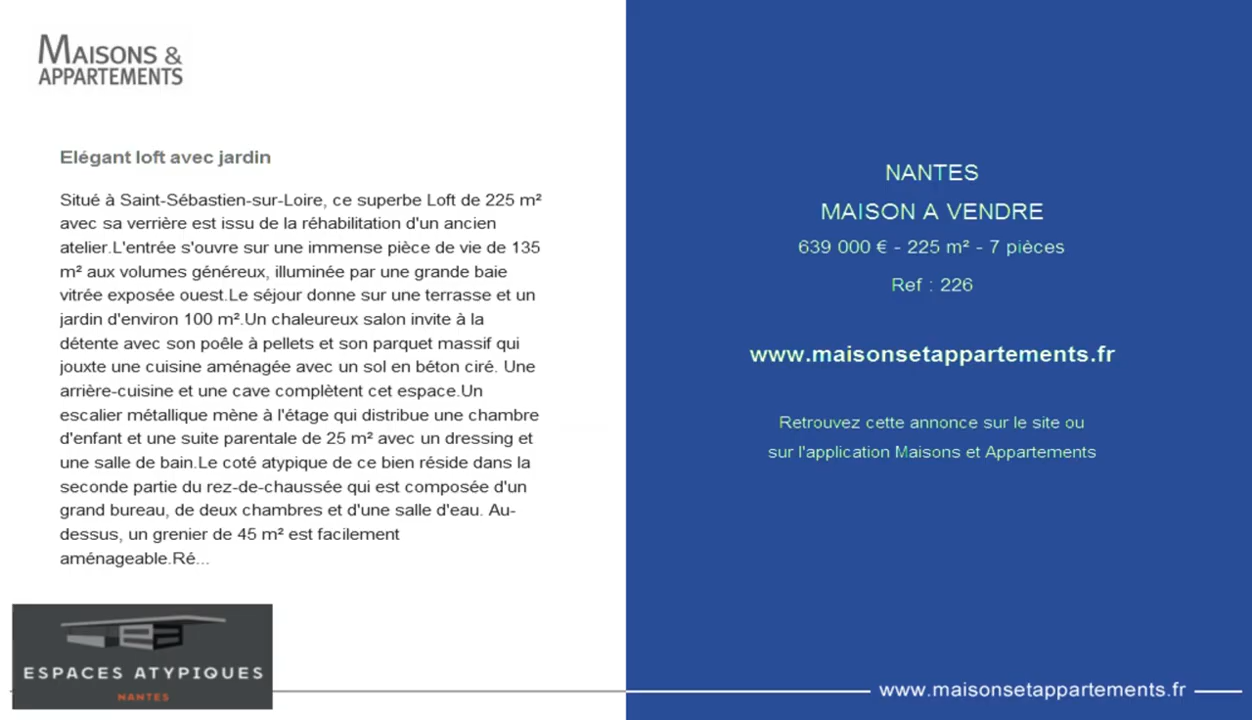 MAISONS &
APPARTEMENTS
Elégant loft avec jardin
Situé à Saint-Sébastien-sur-Loire, ce superbe Loft de 225 m²
avec sa verrière est issu de la réhabilitation d'un ancien
atelier.L'entrée s'ouvre sur une immense pièce de vie de 135
m² aux volumes généreux, illuminée par une grande baie
vitrée exposée ouest.Le séjour donne sur une terrasse et un
jardin d'environ 100 m².Un chaleureux salon invite à la
détente avec son poêle à pellets et son parquet massif qui
jouxte une cuisine aménagée avec un sol en béton ciré. Une
arrière-cuisine et une cave complètent cet espace.Un
escalier métallique mène à l'étage qui distribue une chambre
d'enfant et une suite parentale de 25 m² avec un dressing et
une salle de bain.Le coté atypique de ce bien réside dans la
seconde partie du rez-de-chaussée qui est composée d'un
grand bureau, de deux chambres et d'une salle d'eau. Au-
dessus, un grenier de 45 m² est facilement
aménageable.Ré...
ESPACES ATYPIQUES
NANTES
NANTES
MAISON A VENDRE
639 000 € - 225 m² - 7 pièces
Ref : 226
www.maisonsetappartements.fr
Retrouvez cette annonce sur le site ou
sur l'application Maisons et Appartements
www.maisonsetappartements.fr